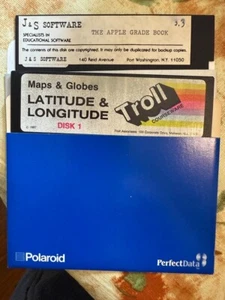 J & S SOFTWARE
3.3
SPECIALISTS IN
EDUCATIONAL SOFTWARE
THE APPLE GRADE BOOK
The contents of this disk are copyrighted. It may only be duplicated for backup copies.
J & S SOFTWARE 140 Reid Avenue Port Washington, N.Y. 11050
Maps & Globes
LATITUDE &
LONGITUDE
DISK 1
Troll
Polaroid
PerfectData